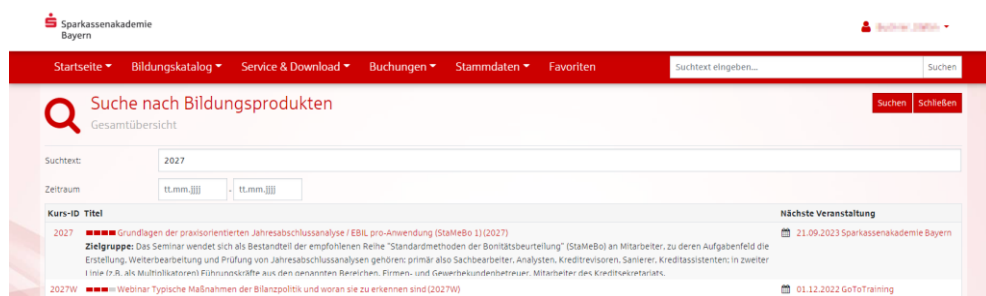 Sparkassenakademie
Bayern
Startseite Bildungskatalog Service & Download Buchungen Stammdaten Favoriten Suchtext eingeben... Suchen
Suche nach Bildungsprodukten Suchen Schließen
Gesamtübersicht
Suchtext: 2027
Zeitraum tt.mm.jjjj - tt.mm.jjjj
Kurs-ID Titel Nächste Veranstaltung
2027 Grundlagen der praxisorientierten Jahresabschlussanalyse / EBIL pro-Anwendung (StaMeBo 1) (2027) 21.09.2023 Sparkassenakademie Bayern
Zielgruppe: Das Seminar wendet sich als Bestandteil der empfohlenen Reihe "Standardmethoden der Bonitätsbeurteilung" (StaMeBo) an Mitarbeiter, zu deren Aufgabenfeld die
Erstellung, Weiterbearbeitung und Prüfung von Jahresabschlussanalysen gehören: primär also Sachbearbeiter, Analysten, Kreditrevisoren, Sanierer, Kreditassistenten; in zweiter
Linie (z.B. als Multiplikatoren) Führungskräfte aus den genannten Bereichen, Firmen- und Gewerbekundenbetreuer, Mitarbeiter des Kreditsekretariats.
2027W Webinar Typische Maßnahmen der Bilanzpolitik und woran sie zu erkennen sind (2027W) 01.12.2022 GoToTraining